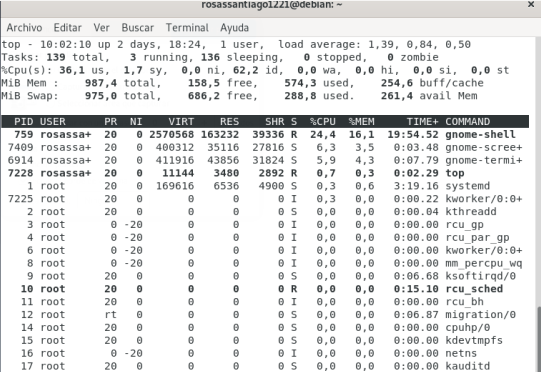 rosassantiago1221@debian: ~
Archivo Editar Ver Buscar Terminal Ayuda
top - 10:02:10 up 2 days, 18:24, 1 user, load average: 1,39, 0,84, 0,50
Tasks: 139 total, 3 running, 136 sleeping, 0 stopped, 0 zombie
%Cpu(s): 36,1 us, 1,7 sy, 0,0 ni, 62,2 id, 0,0 wa, 0,0 hi, 0,0 si, 0,0 st
MiB Mem : 987,4 total, 158,5 free, 574,3 used, 254,6 buff/cache
MiB Swap: 975,0 total, 686,2 free, 288,8 used. 261,4 avail Mem
PID USER PR NI VIRT RES SHR S %CPU %MEM TIME+ COMMAND
759 rosassa+ 20 0 2570568 163232 39336 R 24,4 16,1 19:54.52 gnome-shell
7409 rosassa+ 20 0 400312 35116 27816 S 6,3 3,5 0:03.48 gnome-scree+
6914 rosassa+ 20 0 411916 43856 31824 S 5,9 4,3 0:07.79 gnome-termi+
7228 rosassa+ 20 0 11144 3480 2892 R 0,7 0,3 0:02.29 top
1 root 20 0 169616 6536 4900 S 0,3 0,6 3:19.16 systemd
7225 root 20 0 0 0 0 I 0,3 0,0 0:00.22 kworker/0:0+
2 root 20 0 0 0 0 S 0,0 0,0 0:00.04 kthreadd
3 root 0 -20 0 0 0 I 0,0 0,0 0:00.00 rcu_gp
4 root 0 -20 0 0 0 I 0,0 0,0 0:00.00 rcu_par_gp
6 root 0 -20 0 0 0 I 0,0 0,0 0:00.00 kworker/0:0+
8 root 0 -20 0 0 0 I 0,0 0,0 0:00.00 mm_percpu_wq
9 root 20 0 0 0 0 S 0,0 0,0 0:06.68 ksoftirqd/0
10 root 20 0 0 0 0 R 0,0 0,0 0:15.10 rcu_sched
11 root 20 0 0 0 0 I 0,0 0,0 0:00.00 rcu_bh
12 root rt 0 0 0 0 S 0,0 0,0 0:06.87 migration/0
14 root 20 0 0 0 0 S 0,0 0,0 0:00.00 cpuhp/0
15 root 20 0 0 0 0 S 0,0 0,0 0:00.00 kdevtmpfs
16 root 0 -20 0 0 0 I 0,0 0,0 0:00.00 netns
17 root 20 0 0 0 0 S 0,0 0,0 0:00.00 kauditd